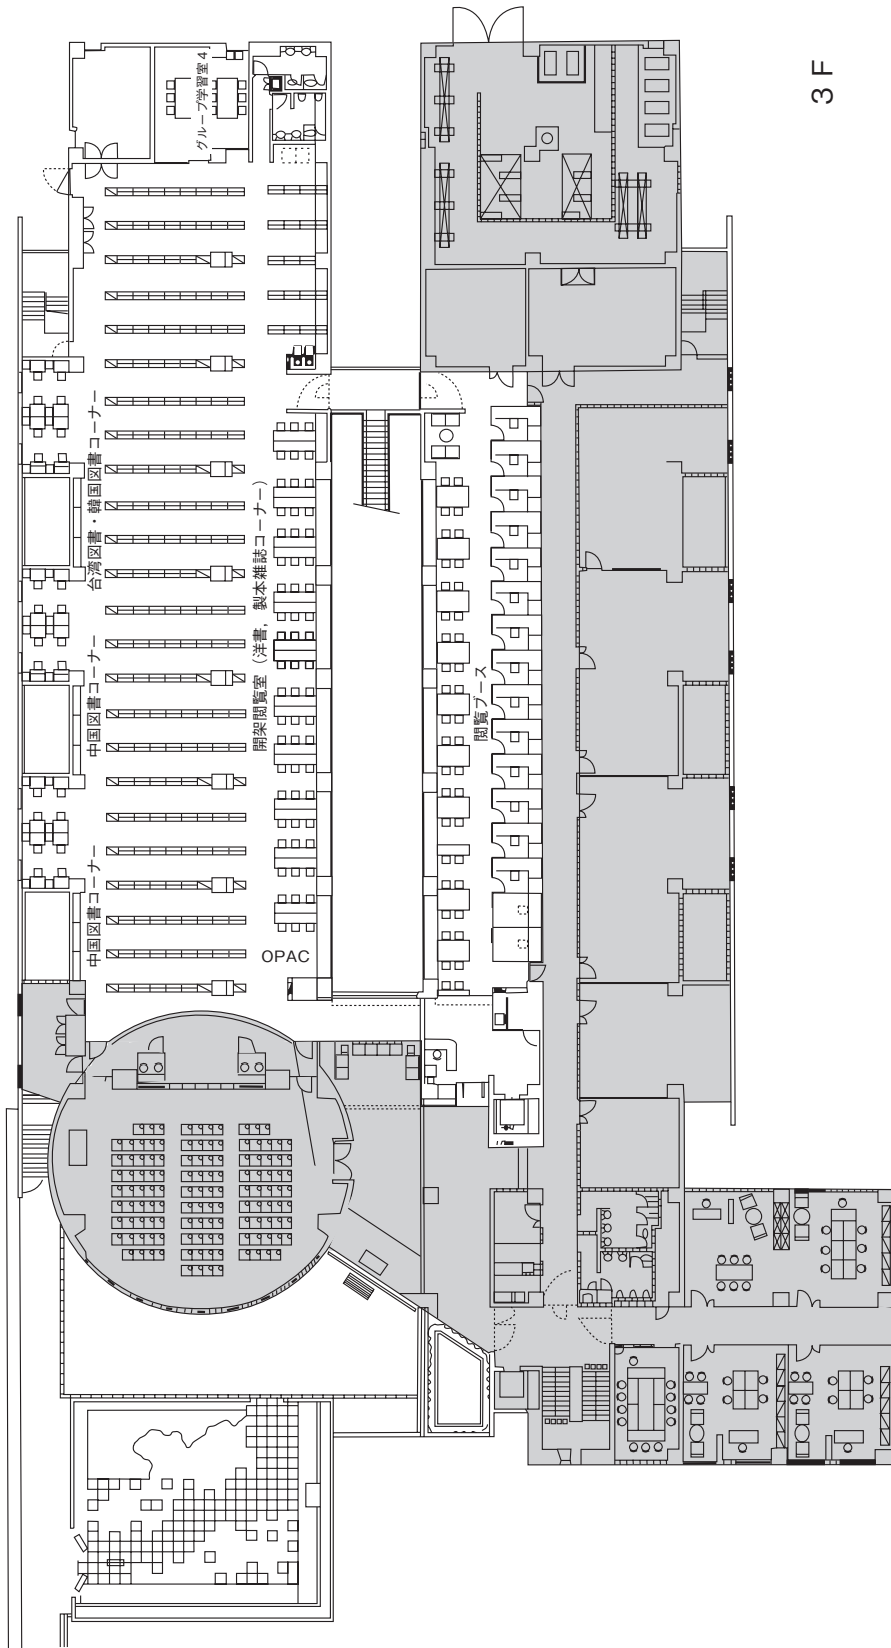 3F
グループ学習室4
台湾図書・韓国図書コーナー
中国図書コーナー
中国図書コーナー
開架閲覧室（洋書，製本雑誌コーナー）
閲覧ブース
OPAC